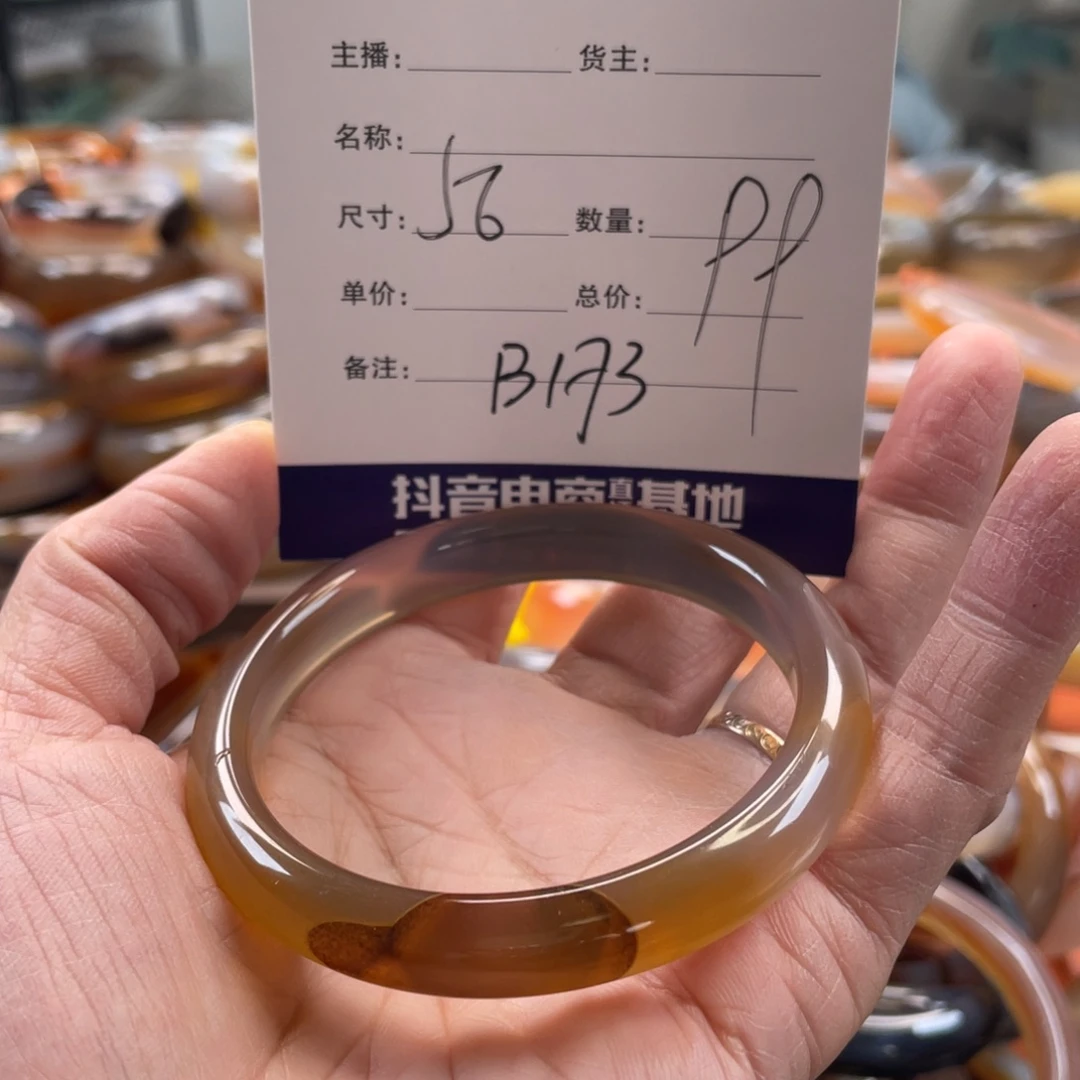 主播： 货主：
名称：
尺寸：56 数量：
单价： 总价：
备注：B173
抖音电商真基地